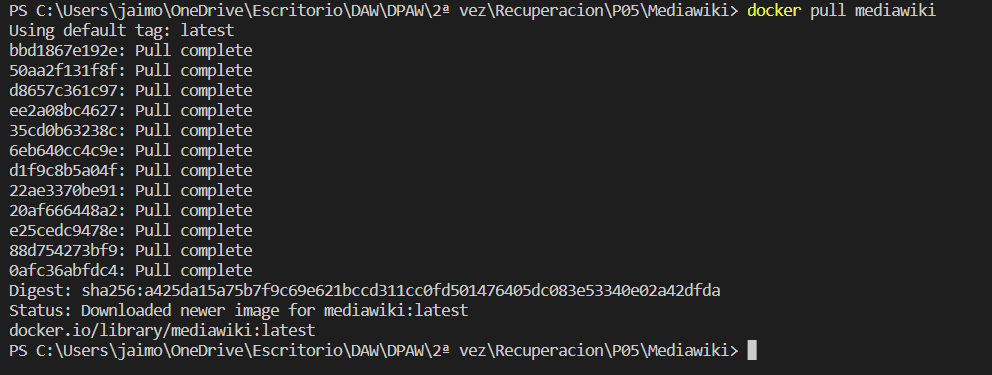 PS C:\Users\jaimo\OneDrive\Escritorio\DAW\DPAW\2ª vez\Recuperacion\P05\Mediawiki> docker pull mediawiki
Using default tag: latest
bbd1867e192e: Pull complete
50aa2f131f8f: Pull complete
d8657c361c97: Pull complete
ee2a08bc4627: Pull complete
35cd0b63238c: Pull complete
6eb640cc4c9e: Pull complete
d1f9c8b5a04f: Pull complete
22ae3370be91: Pull complete
20af666448a2: Pull complete
e25cedc9478e: Pull complete
88d754273bf9: Pull complete
0afc36abfdc4: Pull complete
Digest: sha256:a425da15a75b7f9c69e621bccd311cc0fd501476405dc083e53340e02a42dfda
Status: Downloaded newer image for mediawiki:latest
docker.io/library/mediawiki:latest
PS C:\Users\jaimo\OneDrive\Escritorio\DAW\DPAW\2ª vez\Recuperacion\P05\Mediawiki>